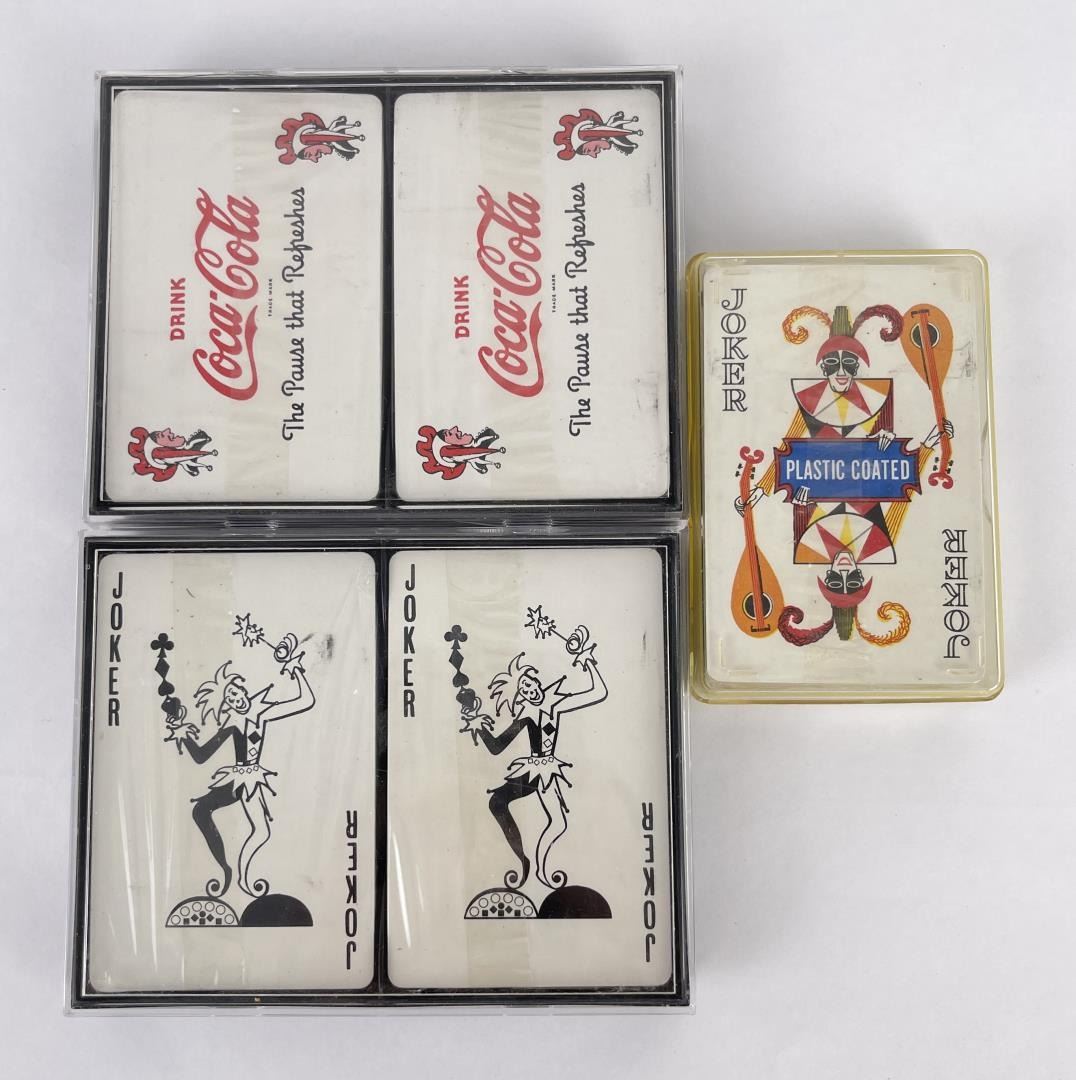 DRINK
Coca-Cola
TRADE-MARK
The Pause that Refreshes
DRINK
Coca-Cola
TRADE-MARK
The Pause that Refreshes
JOKER
PLASTIC COATED
JOKER
JOKER
JOKER
JOKER
JOKER